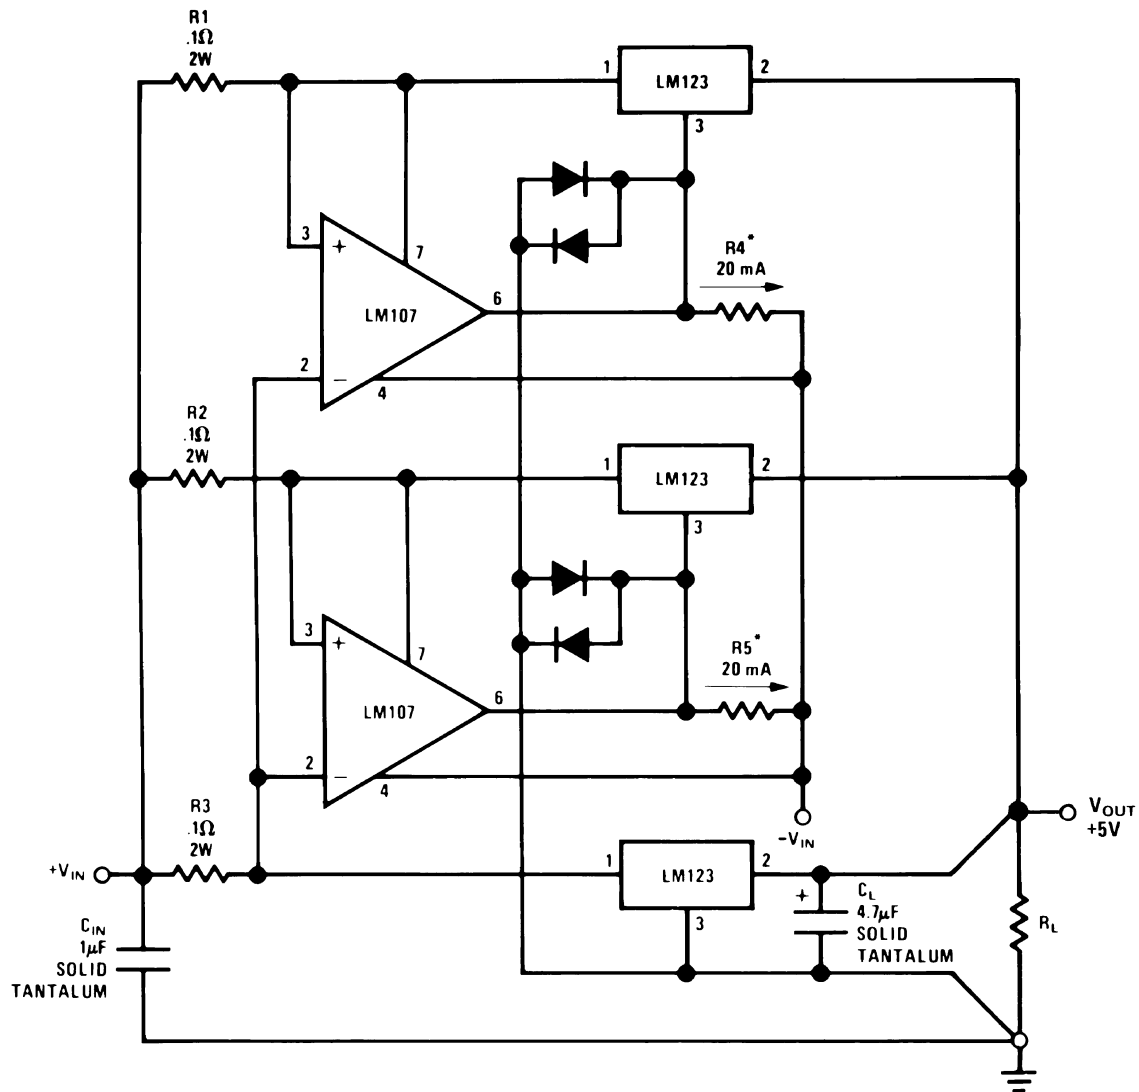 R1
.1Ω
2W
1
LM123
2
3
3
+
7
LM107
6
2
−
4
R4*
20 mA
R2
.1Ω
2W
1
LM123
2
3
3
+
7
LM107
6
2
−
4
R5*
20 mA
R3
.1Ω
2W
+VIN
1
LM123
2
3
−VIN
VOUT
+5V
CIN
1μF
SOLID
TANTALUM
+
CL
4.7μF
SOLID
TANTALUM
RL